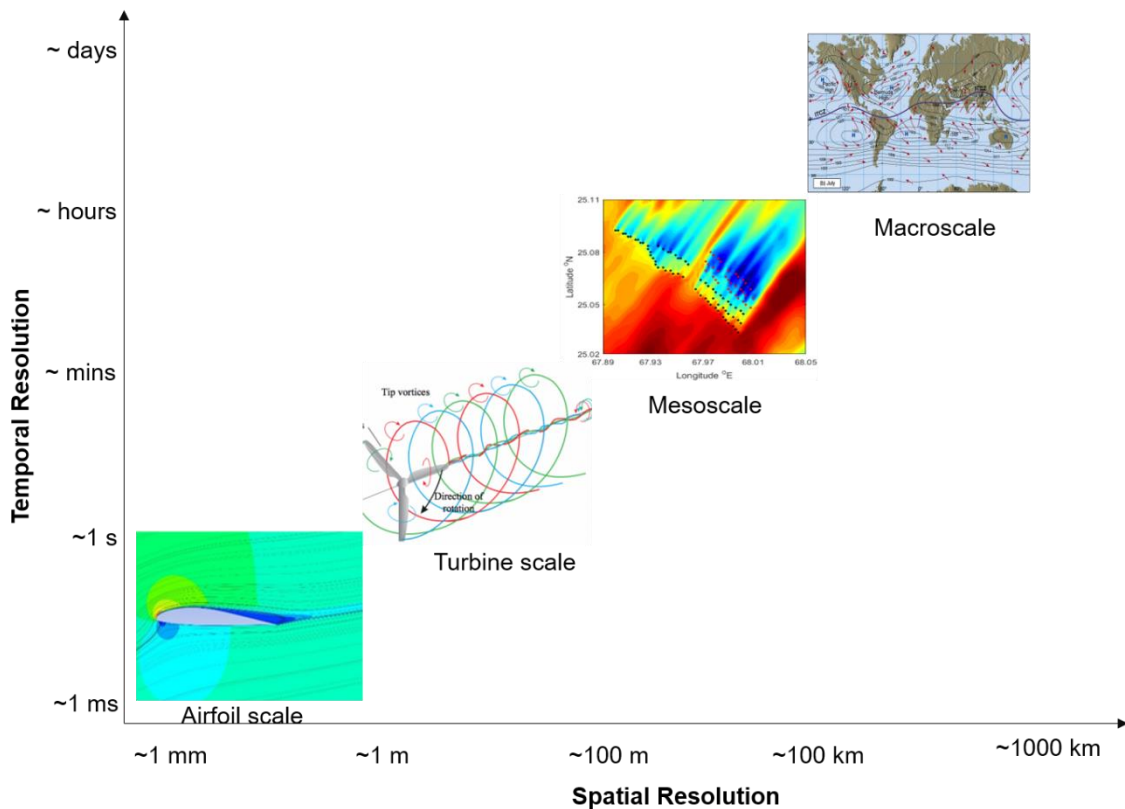 ~ days
~ hours
~ mins
~1 s
~1 ms
Temporal Resolution
Macroscale
25.11
25.08
25.05
25.02
Latitude °N
67.89
67.93
67.97
68.01
68.05
Longitude °E
Mesoscale
Tip vortices
Direction of
rotation
Turbine scale
Airfoil scale
~1 mm
~1 m
~100 m
~100 km
~1000 km
Spatial Resolution